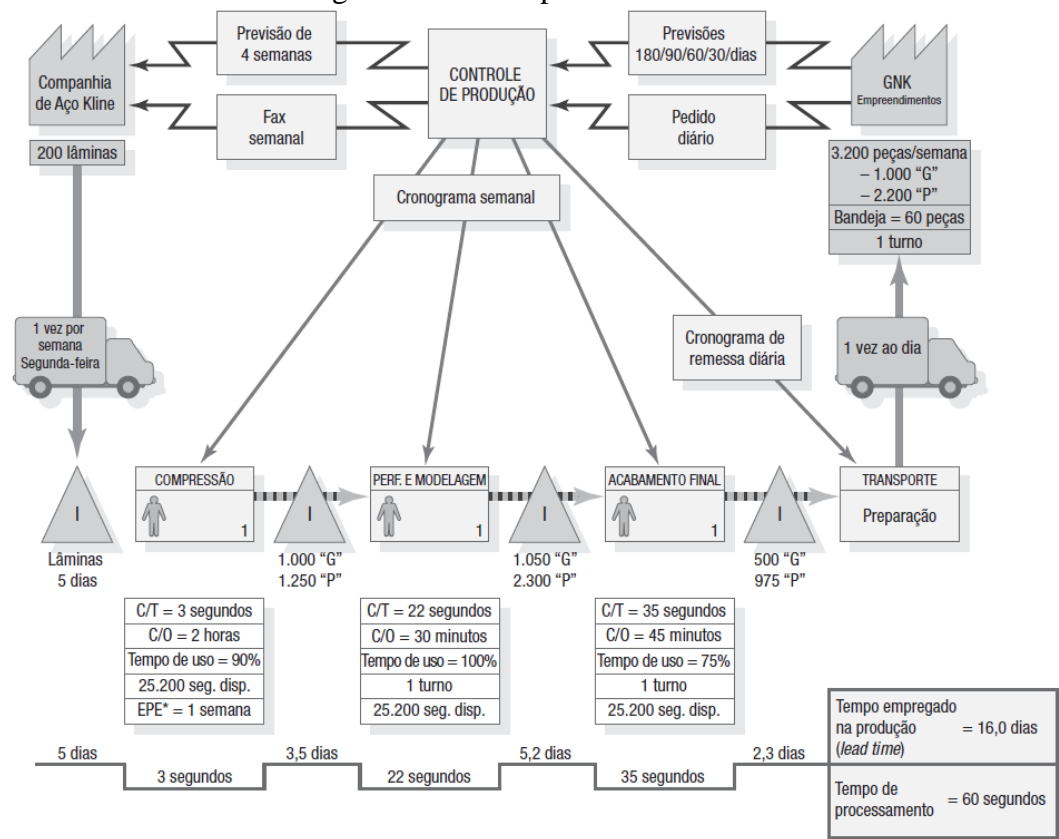 Previsão de
4 semanas
Previsões
180/90/60/30/dias
Companhia
de Aço Kline
CONTROLE
DE PRODUÇÃO
GNK
Empreendimentos
Fax
semanal
Pedido
diário
200 lâminas
3.200 peças/semana
– 1.000 “G”
– 2.200 “P”
Bandeja = 60 peças
1 turno
Cronograma semanal
1 vez por
semana
Segunda-feira
Cronograma de
remessa diária
1 vez ao dia
I
Lâminas
5 dias
COMPRESSÃO
1
I
1.000 “G”
1.250 “P”
PERF. E MODELAGEM
1
I
1.050 “G”
2.300 “P”
ACABAMENTO FINAL
1
I
500 “G”
975 “P”
TRANSPORTE
Preparação
C/T = 3 segundos
C/O = 2 horas
Tempo de uso = 90%
25.200 seg. disp.
EPE* = 1 semana
C/T = 22 segundos
C/O = 30 minutos
Tempo de uso = 100%
1 turno
25.200 seg. disp.
C/T = 35 segundos
C/O = 45 minutos
Tempo de uso = 75%
1 turno
25.200 seg. disp.
5 dias
3 segundos
3,5 dias
22 segundos
5,2 dias
35 segundos
2,3 dias
Tempo empregado
na produção = 16,0 dias
(lead time)
Tempo de
processamento = 60 segundos